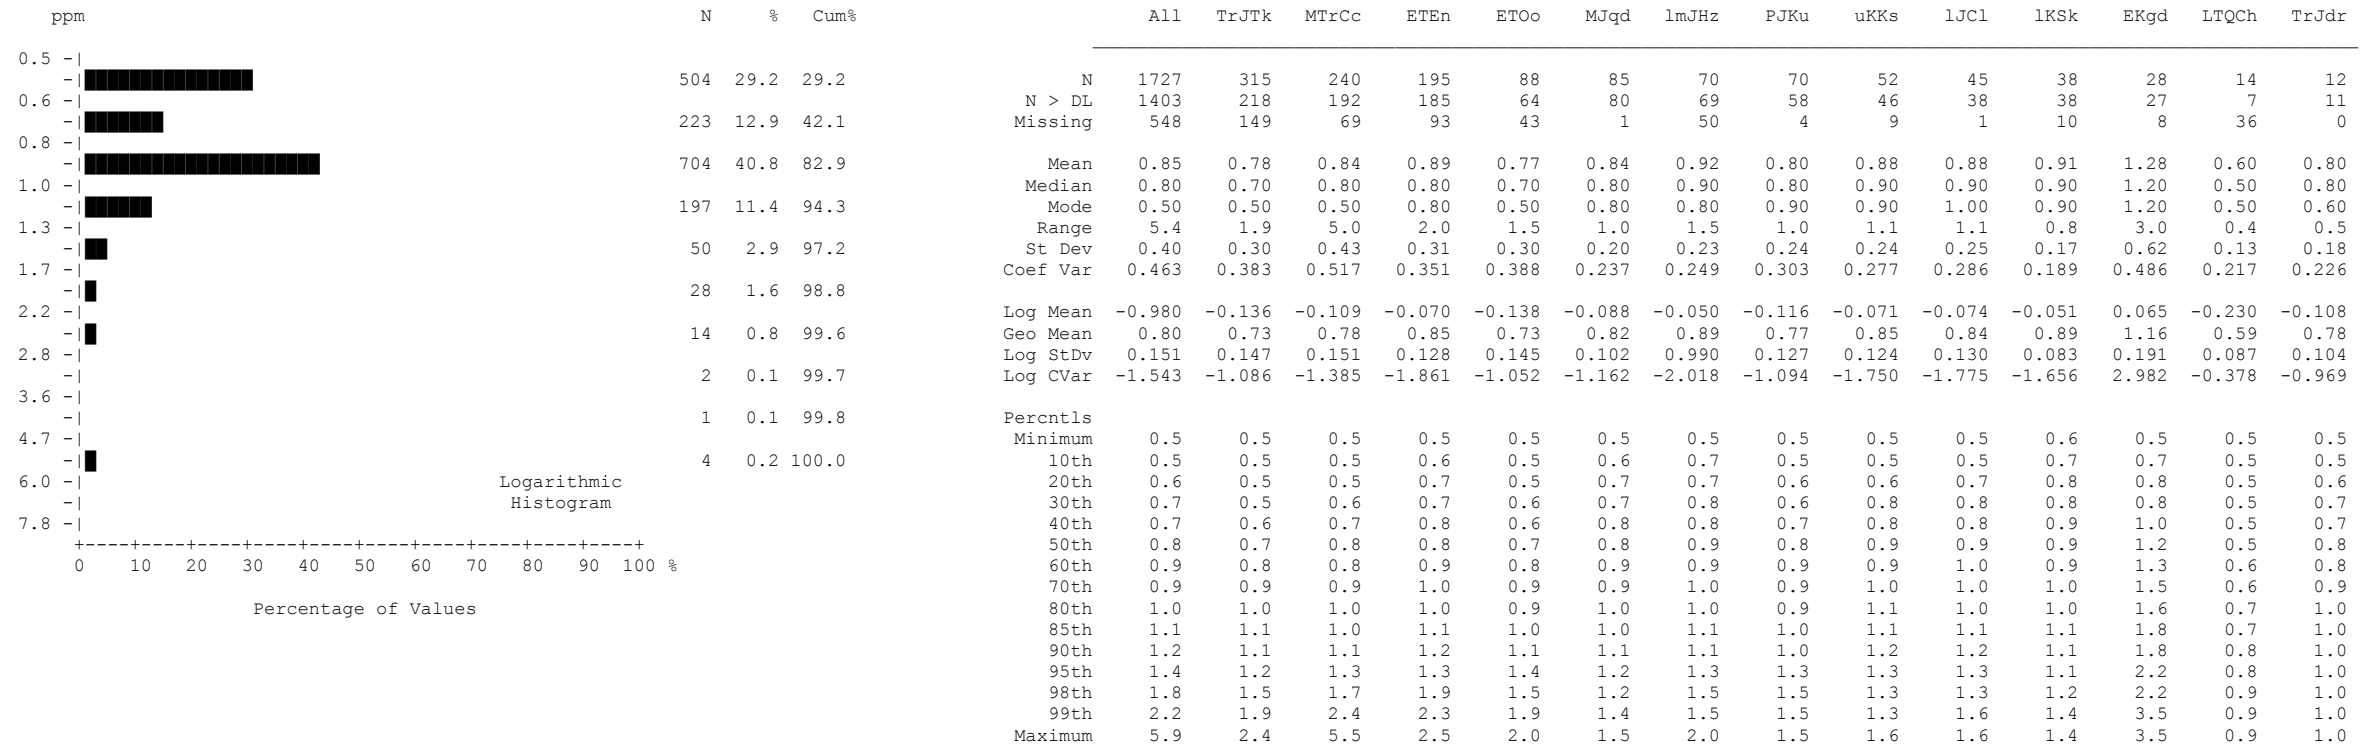 ppm N % Cum% All TrJTk MTrCc ETEn ETOo MJqd lmJHz PJKu uKKs lJCl lKSk EKgd LTQCh TrJdr
0.5 -|
-| 504 29.2 29.2 N 1727 315 240 195 88 85 70 70 52 45 38 28 14 12
0.6 -| N > DL 1403 218 192 185 64 80 69 58 46 38 38 27 7 11
-| 223 12.9 42.1 Missing 548 149 69 93 43 1 50 4 9 1 10 8 36 0
0.8 -|
-| 704 40.8 82.9 Mean 0.85 0.78 0.84 0.89 0.77 0.84 0.92 0.80 0.88 0.88 0.91 1.28 0.60 0.80
1.0 -| Median 0.80 0.70 0.80 0.80 0.70 0.80 0.90 0.80 0.90 0.90 0.90 1.20 0.50 0.80
-| 197 11.4 94.3 Mode 0.50 0.50 0.50 0.80 0.50 0.80 0.80 0.90 0.90 1.00 0.90 1.20 0.50 0.60
1.3 -| Range 5.4 1.9 5.0 2.0 1.5 1.0 1.5 1.0 1.1 1.1 0.8 3.0 0.4 0.5
-| 50 2.9 97.2 St Dev 0.40 0.30 0.43 0.31 0.30 0.20 0.23 0.24 0.24 0.25 0.17 0.62 0.13 0.18
1.7 -| Coef Var 0.463 0.383 0.517 0.351 0.388 0.237 0.249 0.303 0.277 0.286 0.189 0.486 0.217 0.226
-| 28 1.6 98.8
2.2 -| Log Mean -0.980 -0.136 -0.109 -0.070 -0.138 -0.088 -0.050 -0.116 -0.071 -0.074 -0.051 0.065 -0.230 -0.108
-| 14 0.8 99.6 Geo Mean 0.80 0.73 0.78 0.85 0.73 0.82 0.89 0.77 0.85 0.84 0.89 1.16 0.59 0.78
2.8 -| Log StDv 0.151 0.147 0.151 0.128 0.145 0.102 0.990 0.127 0.124 0.130 0.083 0.191 0.087 0.104
-| 2 0.1 99.7 Log CVar -1.543 -1.086 -1.385 -1.861 -1.052 -1.162 -2.018 -1.094 -1.750 -1.775 -1.656 2.982 -0.378 -0.969
3.6 -|
-| 1 0.1 99.8 Percntls
4.7 -| Minimum 0.5 0.5 0.5 0.5 0.5 0.5 0.5 0.5 0.5 0.5 0.6 0.5 0.5 0.5
-| 4 0.2 100.0 10th 0.5 0.5 0.5 0.6 0.5 0.6 0.7 0.5 0.5 0.5 0.7 0.7 0.5 0.5
6.0 -| Logarithmic 20th 0.6 0.5 0.5 0.7 0.5 0.7 0.7 0.6 0.6 0.7 0.8 0.8 0.5 0.6
-| Histogram 30th 0.7 0.5 0.6 0.7 0.6 0.7 0.8 0.6 0.8 0.8 0.8 0.8 0.5 0.7
7.8 -| 40th 0.7 0.6 0.7 0.8 0.6 0.8 0.8 0.7 0.8 0.8 0.9 1.0 0.5 0.7
+----+----+----+----+----+----+----+----+----+----+ 50th 0.8 0.7 0.8 0.8 0.7 0.8 0.9 0.8 0.9 0.9 0.9 1.2 0.5 0.8
0 10 20 30 40 50 60 70 80 90 100 % 60th 0.9 0.8 0.8 0.9 0.8 0.9 0.9 0.9 0.9 1.0 0.9 1.3 0.6 0.8
70th 0.9 0.9 0.9 1.0 0.9 0.9 1.0 0.9 1.0 1.0 1.0 1.5 0.6 0.9
Percentage of Values 80th 1.0 1.0 1.0 1.0 0.9 1.0 1.0 0.9 1.1 1.0 1.0 1.6 0.7 1.0
85th 1.1 1.1 1.0 1.1 1.0 1.0 1.1 1.0 1.1 1.1 1.1 1.8 0.7 1.0
90th 1.2 1.1 1.1 1.2 1.1 1.1 1.1 1.0 1.2 1.2 1.1 1.8 0.8 1.0
95th 1.4 1.2 1.3 1.3 1.4 1.2 1.3 1.3 1.3 1.3 1.1 2.2 0.8 1.0
98th 1.8 1.5 1.7 1.9 1.5 1.2 1.5 1.5 1.3 1.3 1.2 2.2 0.9 1.0
99th 2.2 1.9 2.4 2.3 1.9 1.4 1.5 1.5 1.3 1.6 1.4 3.5 0.9 1.0
Maximum 5.9 2.4 5.5 2.5 2.0 1.5 2.0 1.5 1.6 1.6 1.4 3.5 0.9 1.0